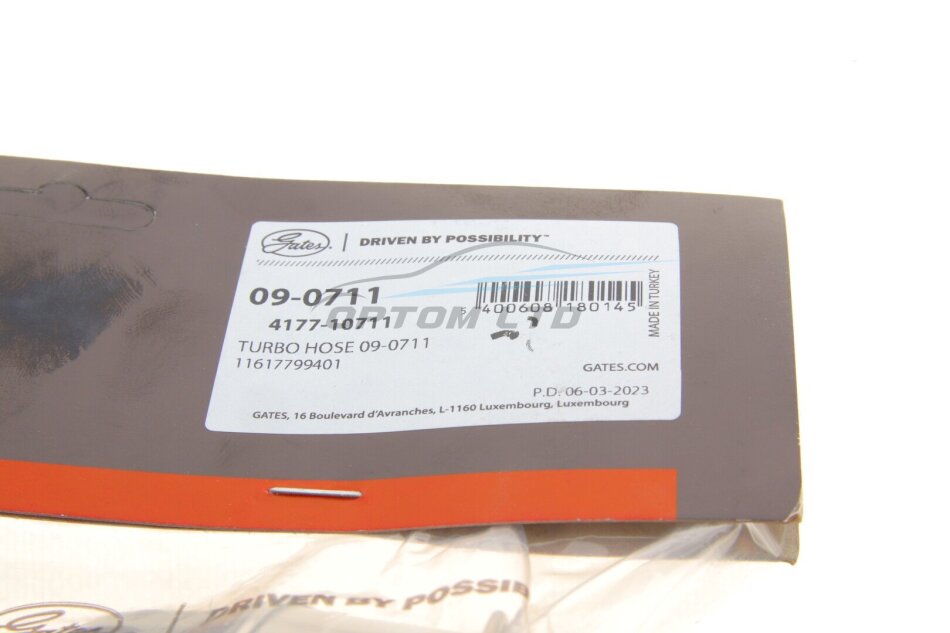 Gates. | DRIVEN BY POSSIBILITY™
09-0711
4177-10711
TURBO HOSE 09-0711
11617799401
5 400608 180145
MADE IN TURKEY
GATES.COM
P.D. 06-03-2023
GATES, 16 Boulevard d'Avranches, L-1160 Luxembourg, Luxembourg
OPTOM LTD
Gates | DRIVEN BY POSSIB